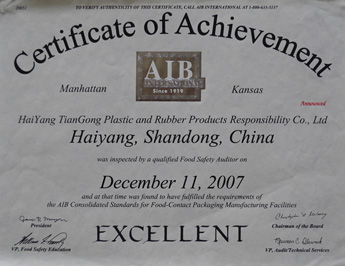 TO VERIFY AUTHENTICITY OF THIS CERTIFICATE, CALL AIB INTERNATIONAL AT 1-800-633-5137
Certificate of Achievement
AIB
INTERNATIONAL
Since 1919
Manhattan Kansas
Announced
HaiYang TianGong Plastic and Rubber Products Responsibility Co., Ltd
Haiyang, Shandong, China
was inspected by a qualified Food Safety Auditor on
December 11, 2007
and at that time was found to have fulfilled the requirements of
the AIB Consolidated Standards for Food-Contact Packaging Manufacturing Facilities
President
Chairman of the Board
EXCELLENT
VP, Food Safety Education
VP, Audit/Technical Services